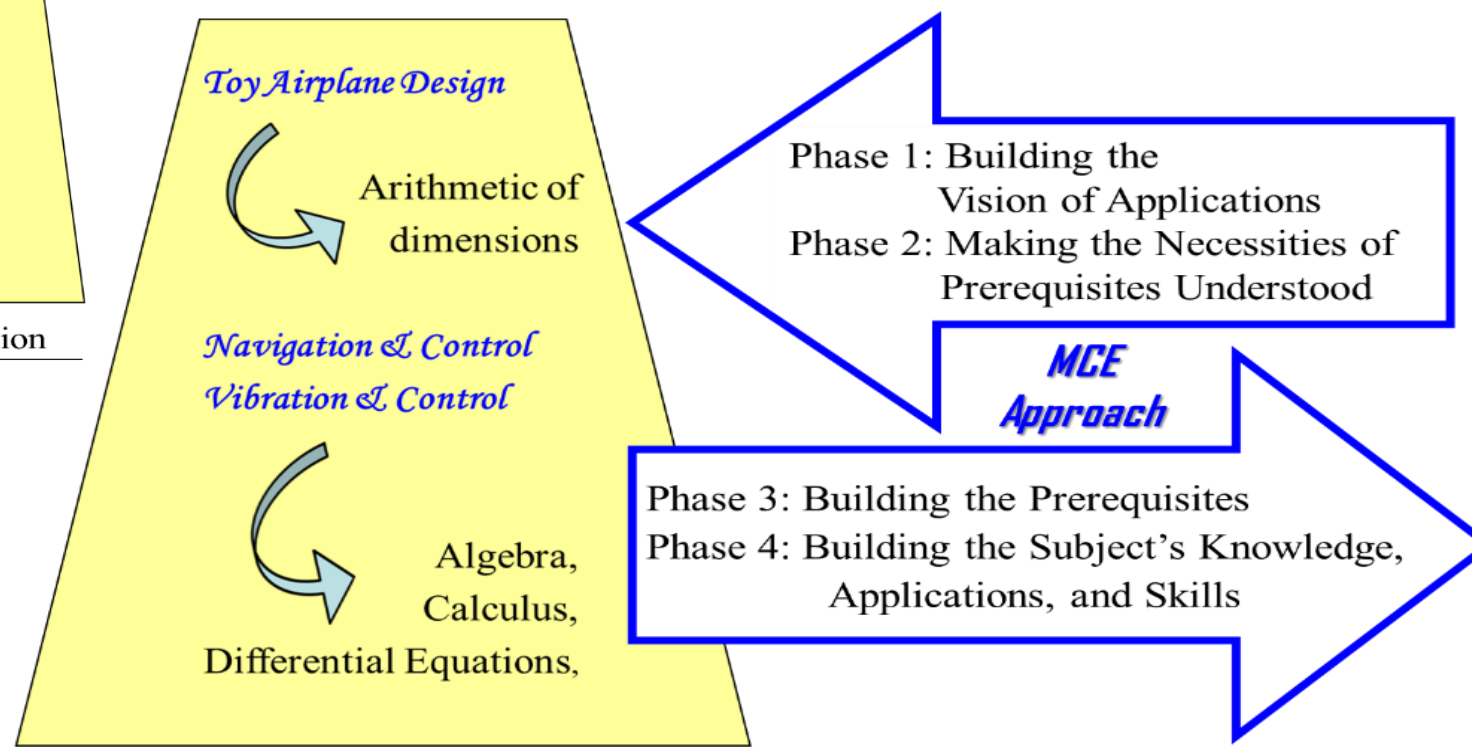 Toy Airplane Design
Arithmetic of
dimensions
Navigation & Control
Vibration & Control
Algebra,
Calculus,
Differential Equations,
Phase 1: Building the
Vision of Applications
Phase 2: Making the Necessities of
Prerequisites Understood
MCE
Approach
Phase 3: Building the Prerequisites
Phase 4: Building the Subject's Knowledge,
Applications, and Skills
ion